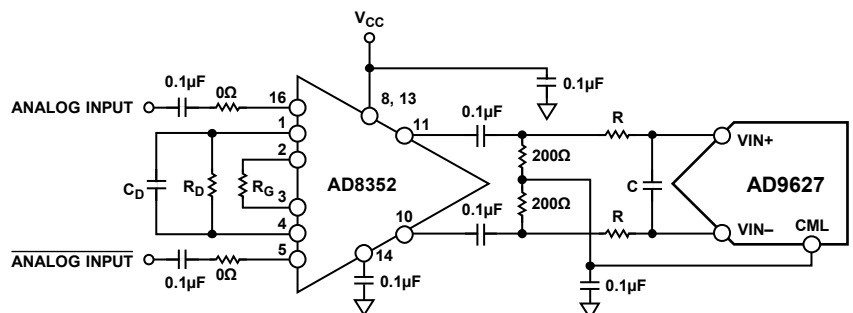 VCC
0.1µF
0Ω
ANALOG INPUT
16
8, 13
0.1µF
1
11
0.1µF
R
2
VIN+
CD
RD
RG
AD8352
200Ω
C
AD9627
3
200Ω
4
10
0.1µF
R
VIN–
CML
ANALOG INPUT
5
14
0.1µF
0Ω
0.1µF
0.1µF